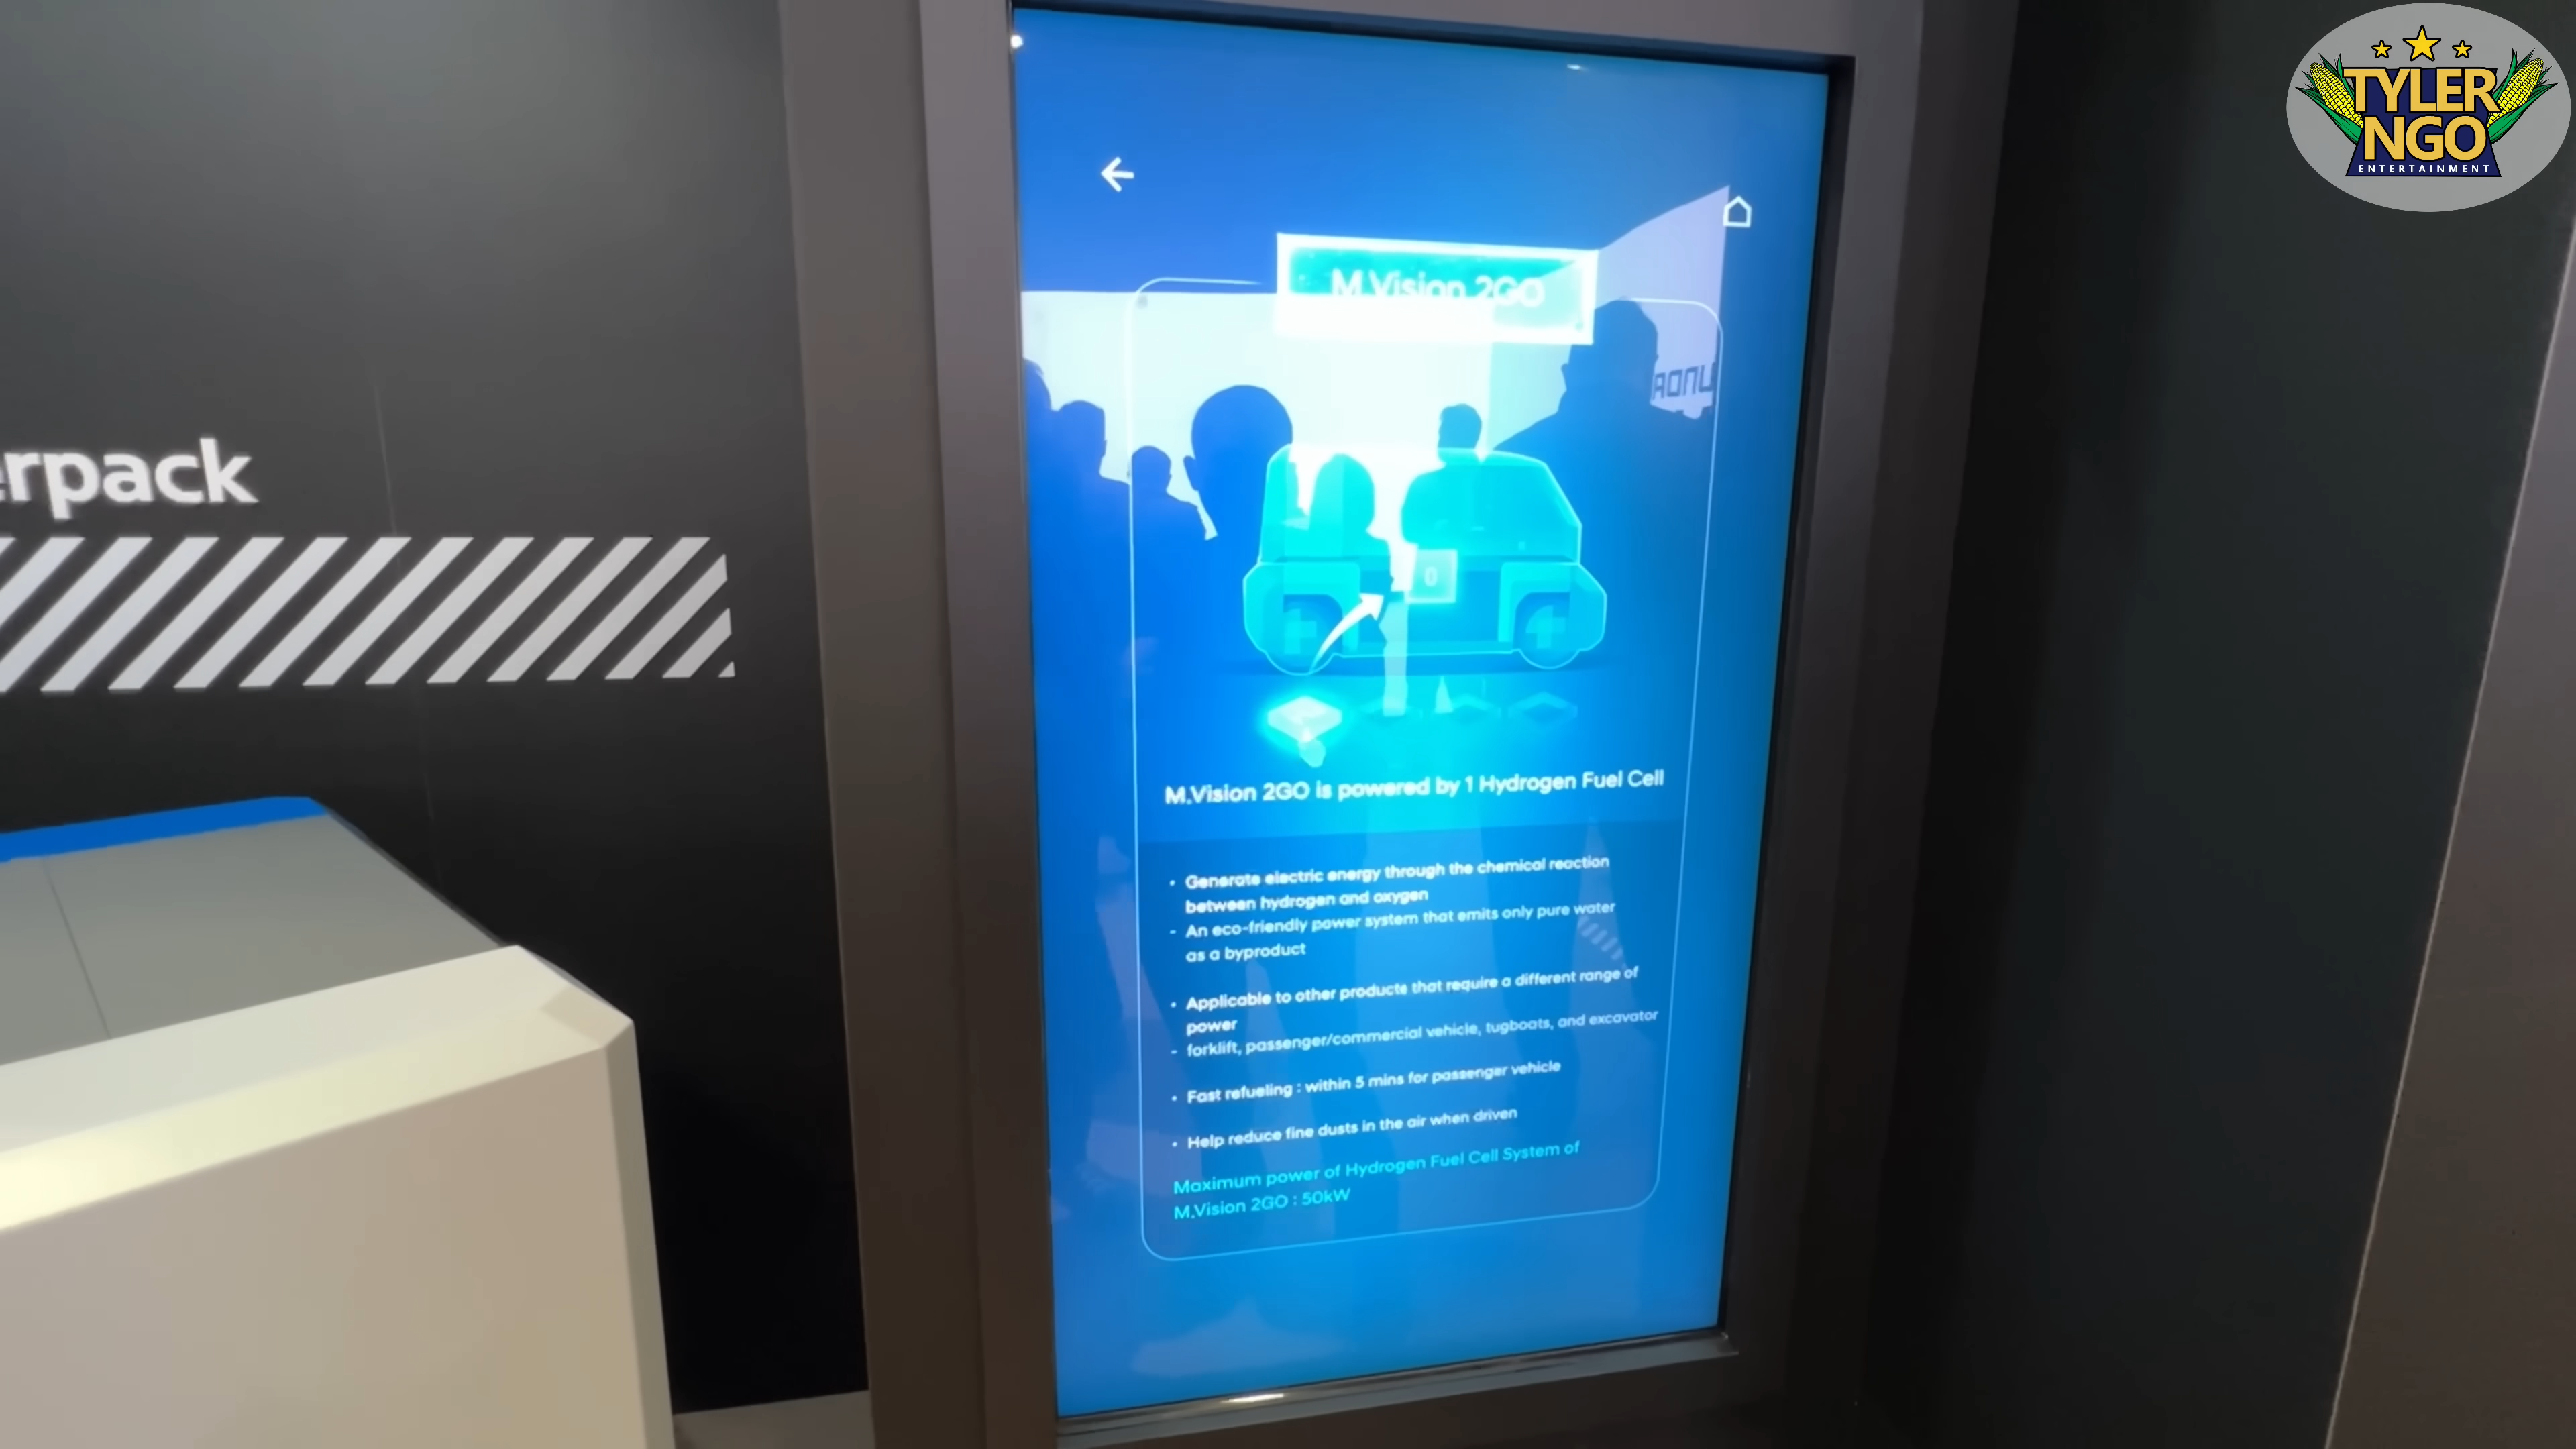 TYLER
NGO
ENTERTAINMENT
M.Vision 2GO
0
M.Vision 2GO is powered by 1 Hydrogen Fuel Cell
• Generate electric energy through the chemical reaction
between hydrogen and oxygen
- An eco-friendly power system that emits only pure water
as a byproduct
• Applicable to other products that require a different range of
power
- forklift, passenger/commercial vehicle, tugboats, and excavator
• Fast refueling : within 5 mins for passenger vehicle
• Help reduce fine dusts in the air when driven
Maximum power of Hydrogen Fuel Cell System of
M.Vision 2GO : 50kW
erpack